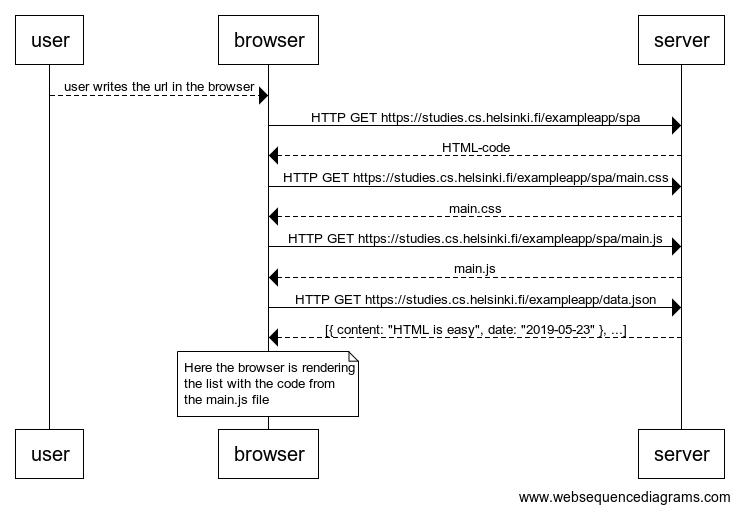 user browser server
user writes the url in the browser
HTTP GET https://studies.cs.helsinki.fi/exampleapp/spa
HTML-code
HTTP GET https://studies.cs.helsinki.fi/exampleapp/spa/main.css
main.css
HTTP GET https://studies.cs.helsinki.fi/exampleapp/spa/main.js
main.js
HTTP GET https://studies.cs.helsinki.fi/exampleapp/data.json
[{ content: "HTML is easy", date: "2019-05-23" }, ...]
Here the browser is rendering
the list with the code from
the main.js file
user browser server
www.websequencediagrams.com